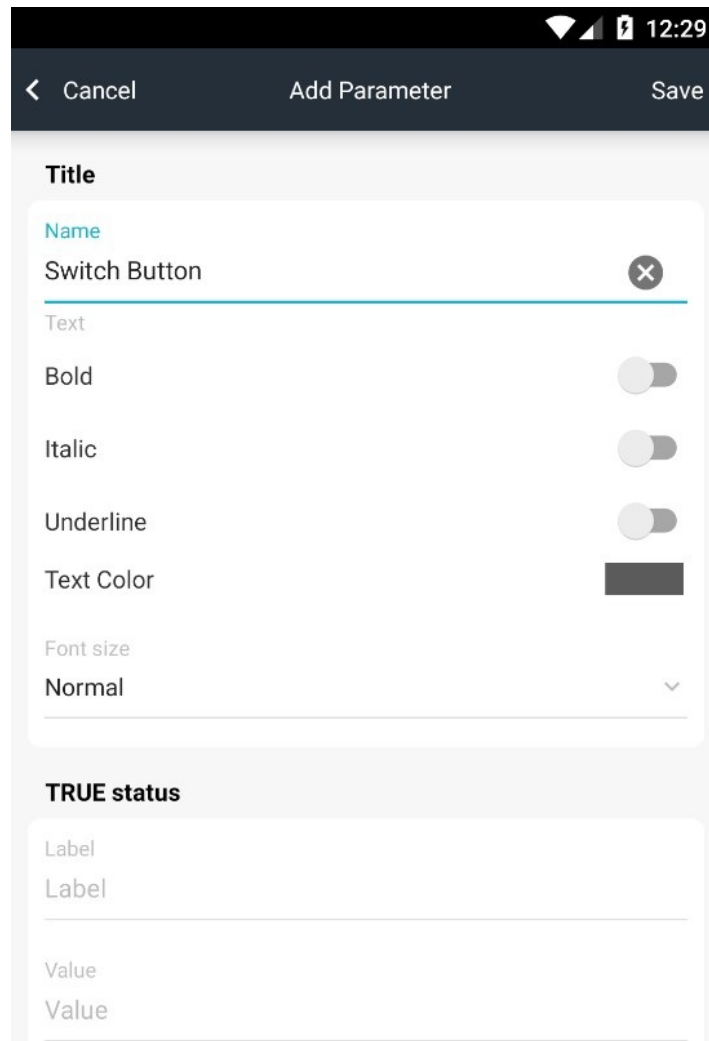 12:29
Cancel Add Parameter Save
Title
Name
Switch Button
Text
Bold
Italic
Underline
Text Color
Font size
Normal
TRUE status
Label
Label
Value
Value